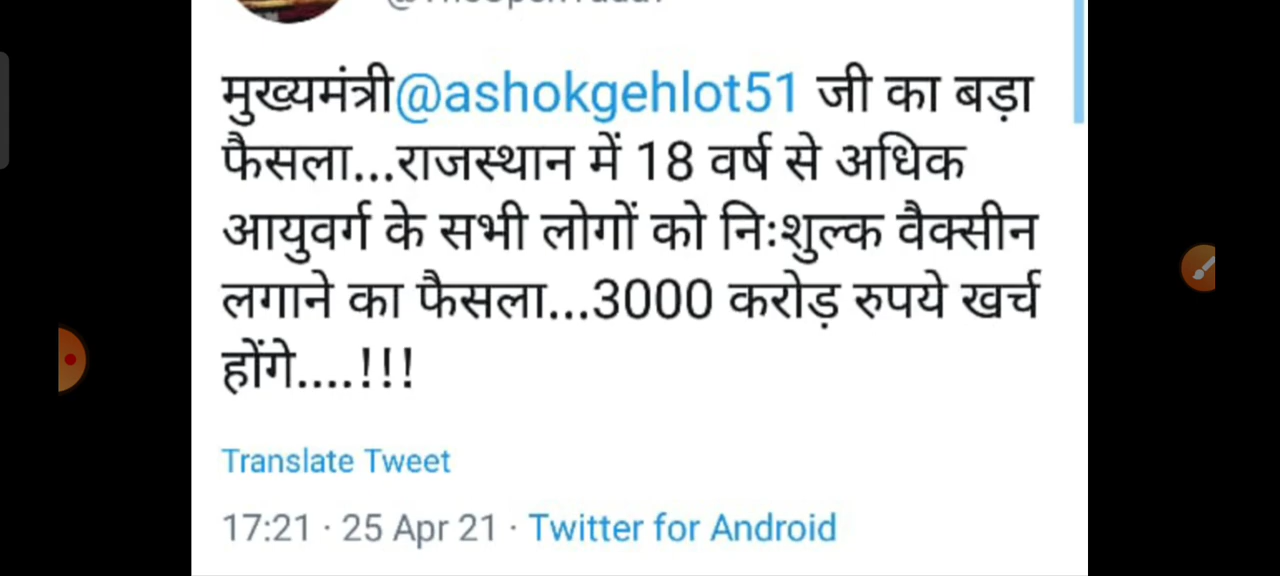 मुख्यमंत्री@ashokgehlot51 जी का बड़ा
फैसला...राजस्थान में 18 वर्ष से अधिक
आयुवर्ग के सभी लोगों को निःशुल्क वैक्सीन
लगाने का फैसला...3000 करोड़ रुपये खर्च
होंगे....!!!
Translate Tweet
17:21 · 25 Apr 21 · Twitter for Android